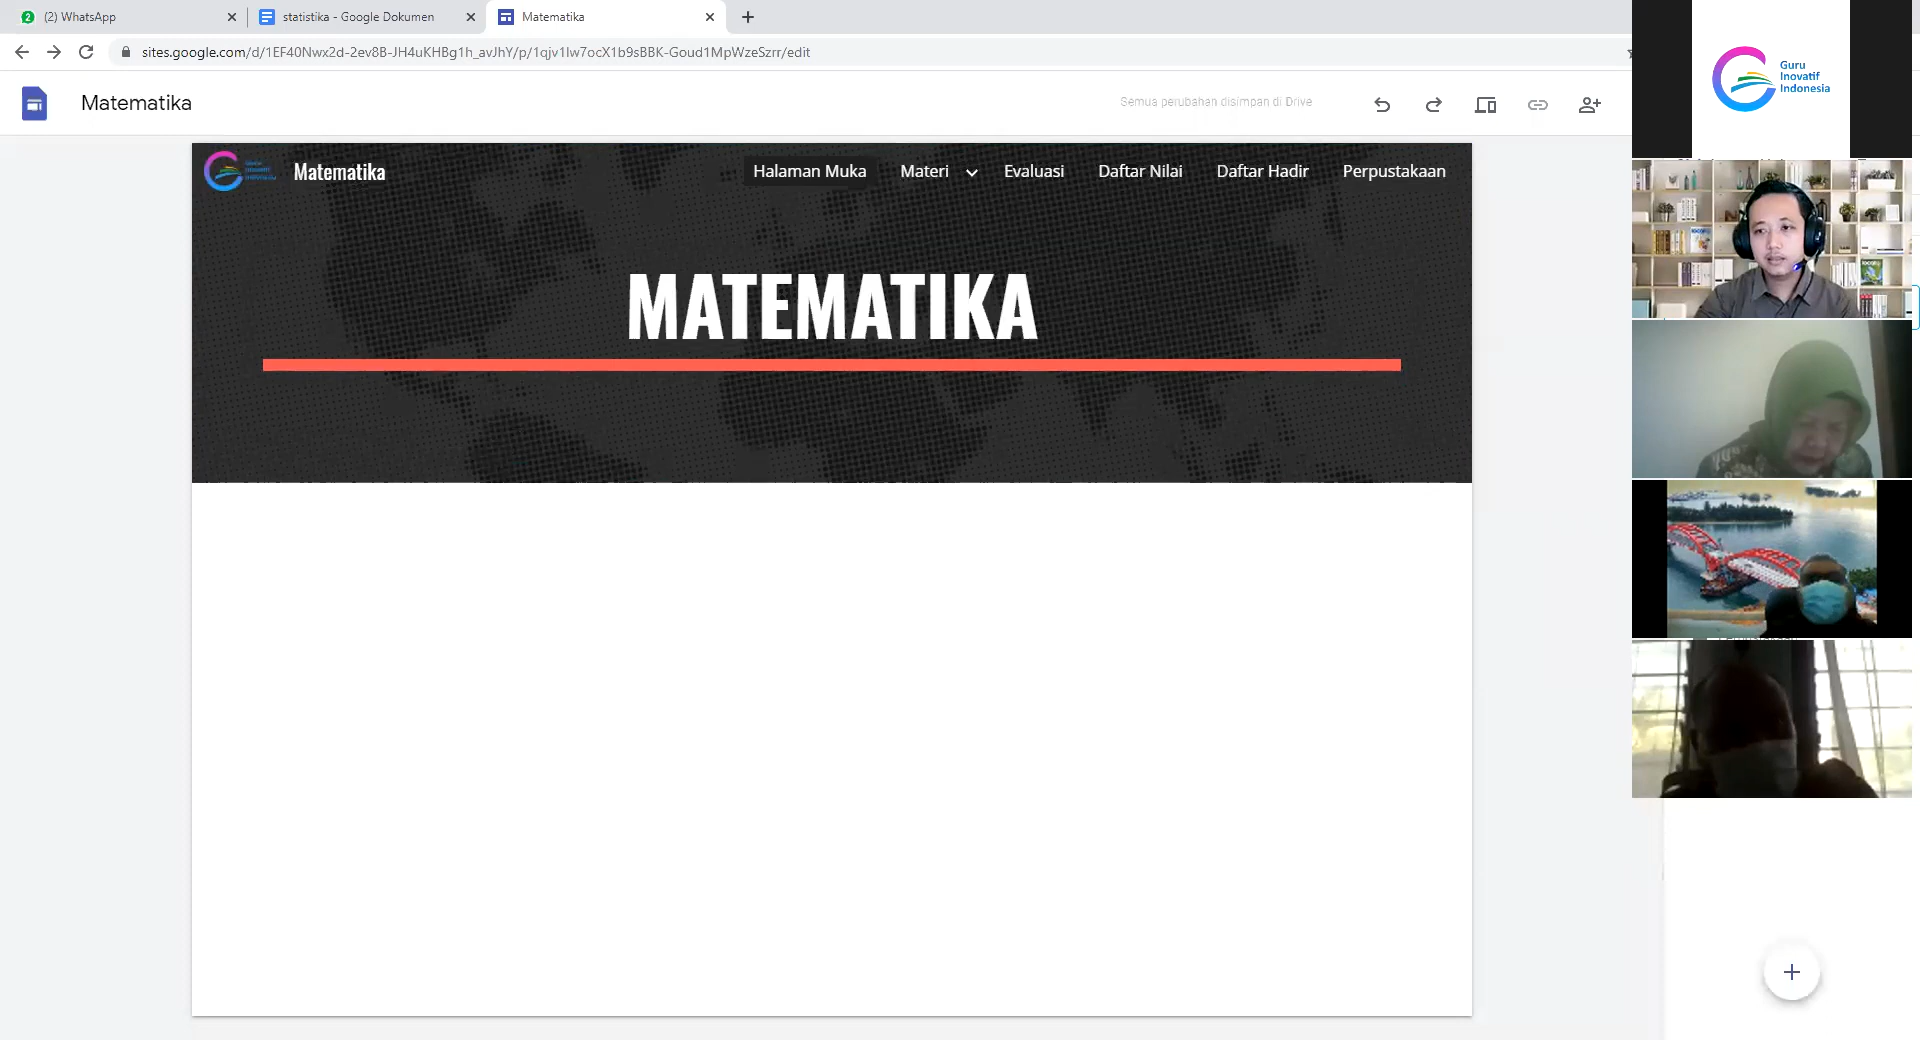 (2) WhatsApp
statistika - Google Dokumen
Matematika
sites.google.com/d/1EF40Nwx2d-2ev8B-JH4uKHBg1h_avJhY/p/1qjv1lw7ocX1b9sBBK-Goud1MpWzeSzrr/edit
Matematika
Semua perubahan disimpan di Drive
Guru
Inovatif
Indonesia
Matematika
Halaman Muka
Materi
Evaluasi
Daftar Nilai
Daftar Hadir
Perpustakaan
MATEMATIKA